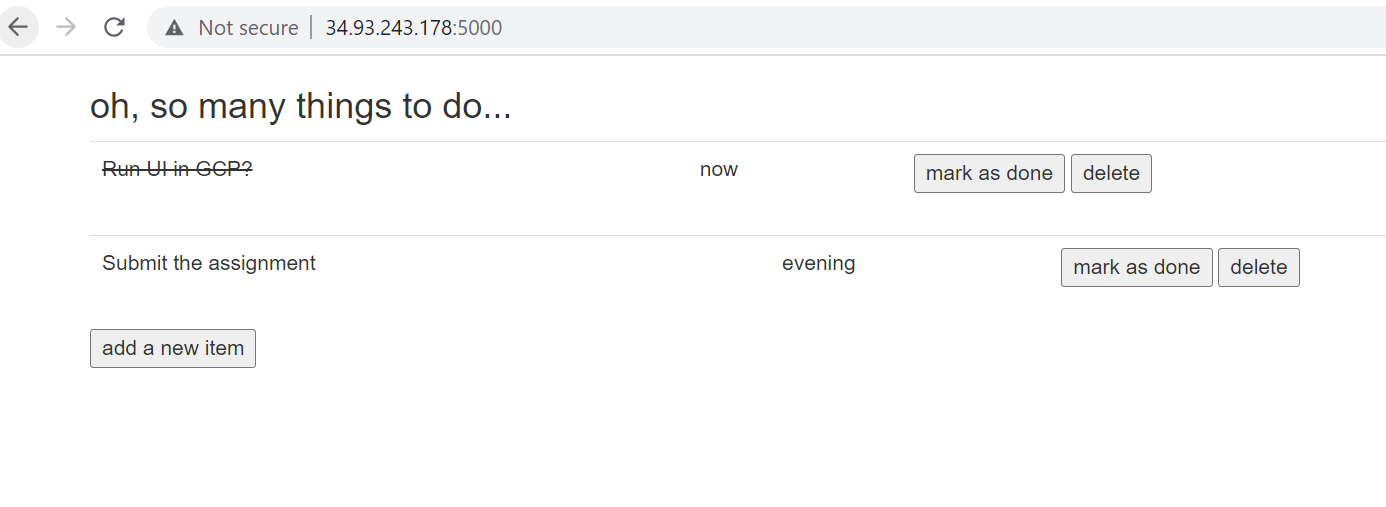 Not secure | 34.93.243.178:5000
oh, so many things to do...
Run UI in GCP? now mark as done delete
Submit the assignment evening mark as done delete
add a new item